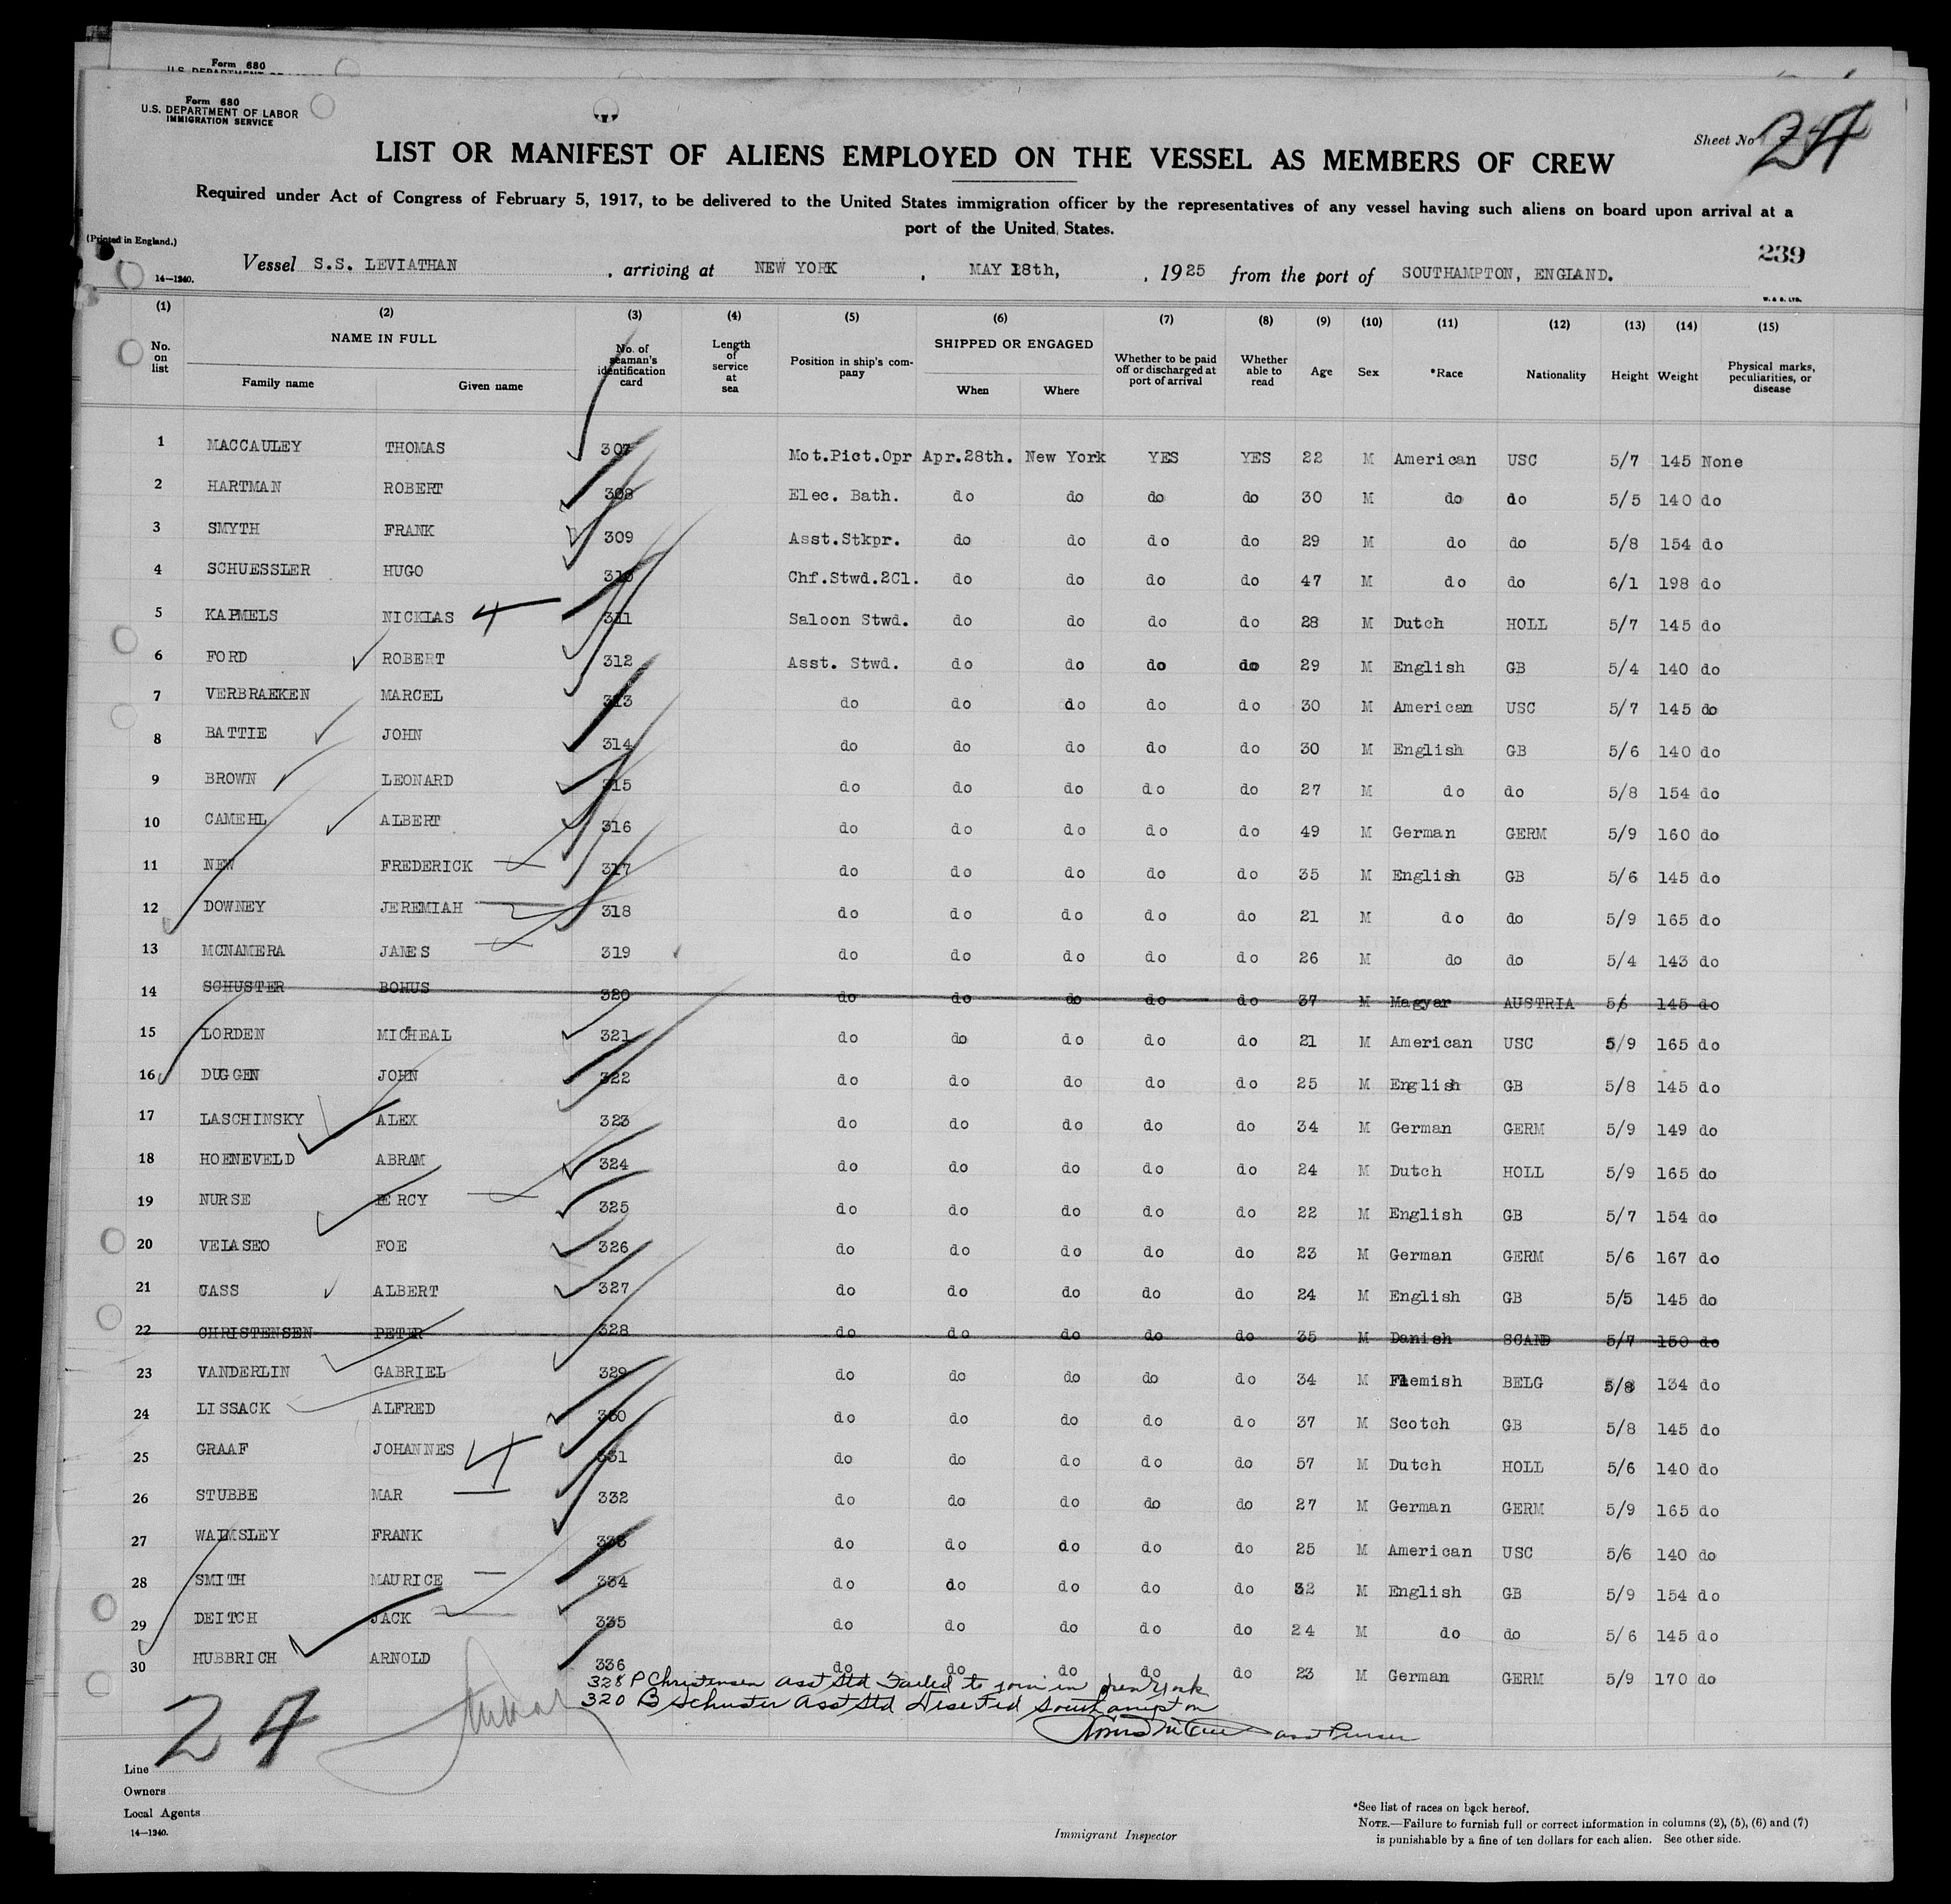 Form 680
Form 680
U.S. DEPARTMENT OF LABOR
IMMIGRATION SERVICE
Sheet No 24
LIST OR MANIFEST OF ALIENS EMPLOYED ON THE VESSEL AS MEMBERS OF CREW
Required under Act of Congress of February 5, 1917, to be delivered to the United States immigration officer by the representatives of any vessel having such aliens on board upon arrival at a
port of the United States.
(Printed in England.)
239
14—1240.
Vessel S.S. LEVIATHAN , arriving at NEW YORK , MAY 18th, , 1925 from the port of SOUTHAMPTON, ENGLAND.
W. & S. LTD.
(1) (2) (3) (4) (5) (6) (7) (8) (9) (10) (11) (12) (13) (14) (15)
No. on list NAME IN FULL Family name Given name No. of seaman's identification card Length of service at sea Position in ship's company SHIPPED OR ENGAGED When Where Whether to be paid off or discharged at port of arrival Whether able to read Age Sex *Race Nationality Height Weight Physical marks, peculiarities, or disease
1 MACCAULEY THOMAS 307 Mot.Pict.Opr Apr.28th. New York YES YES 22 M American USC 5/7 145 None
2 HARTMAN ROBERT 308 Elec. Bath. do do do do 30 M do do 5/5 140 do
3 SMYTH FRANK 309 Asst.Stkpr. do do do do 29 M do do 5/8 154 do
4 SCHUESSLER HUGO 310 Chf.Stwd.2Cl. do do do do 47 M do do 6/1 198 do
5 KAPMELS NICKLAS 311 Saloon Stwd. do do do do 28 M Dutch HOLL 5/7 145 do
6 FORD ROBERT 312 Asst. Stwd. do do do do 29 M English GB 5/4 140 do
7 VERBRAEKEN MARCEL 313 do do do do do 30 M American USC 5/7 145 do
8 BATTIE JOHN 314 do do do do do 30 M English GB 5/6 140 do
9 BROWN LEONARD 315 do do do do do 27 M do do 5/8 154 do
10 CAMEHL ALBERT 316 do do do do do 49 M German GERM 5/9 160 do
11 NEW FREDERICK 317 do do do do do 35 M English GB 5/6 145 do
12 DOWNEY JEREMIAH 318 do do do do do 21 M do do 5/9 165 do
13 MCNAMERA JAMES 319 do do do do do 26 M do do 5/4 143 do
14 SCHUSTER BOHUS 320 do do do do do 37 M Magyar AUSTRIA 5/6 145 do
15 LORDEN MICHEAL 321 do do do do do 21 M American USC 5/9 165 do
16 DUGGEN JOHN 322 do do do do do 25 M English GB 5/8 145 do
17 LASCHINSKY ALEX 323 do do do do do 34 M German GERM 5/9 149 do
18 HOENEVELD ABRAM 324 do do do do do 24 M Dutch HOLL 5/9 165 do
19 NURSE PERCY 325 do do do do do 22 M English GB 5/7 154 do
20 VELASEO FOE 326 do do do do do 23 M German GERM 5/6 167 do
21 CASS ALBERT 327 do do do do do 24 M English GB 5/5 145 do
22 CHRISTENSEN PETER 328 do do do do do 35 M Danish SCAND 5/7 150 do
23 VANDERLIN GABRIEL 329 do do do do do 34 M Flemish BELG 5/8 134 do
24 LISSACK ALFRED 330 do do do do do 37 M Scotch GB 5/8 145 do
25 GRAAF JOHANNES 331 do do do do do 57 M Dutch HOLL 5/6 140 do
26 STUBBE MAR 332 do do do do do 27 M German GERM 5/9 165 do
27 WALMSLEY FRANK 333 do do do do do 25 M American USC 5/6 140 do
28 SMITH MAURICE 334 do do do do do 32 M English GB 5/9 154 do
29 DEITCH JACK 335 do do do do do 24 M do do 5/6 145 do
30 HUBBRICH ARNOLD 336 do do do do do 23 M German GERM 5/9 170 do
328 P Christensen Asst Std Failed to join in New York
320 B Schuster Asst Std Deserted Southampton
Asst Purser
24
Line
Owners
Local Agents
14—1240.
Immigrant Inspector
*See list of races on back hereof.
NOTE.—Failure to furnish full or correct information in columns (2), (5), (6) and (7)
is punishable by a fine of ten dollars for each alien. See other side.